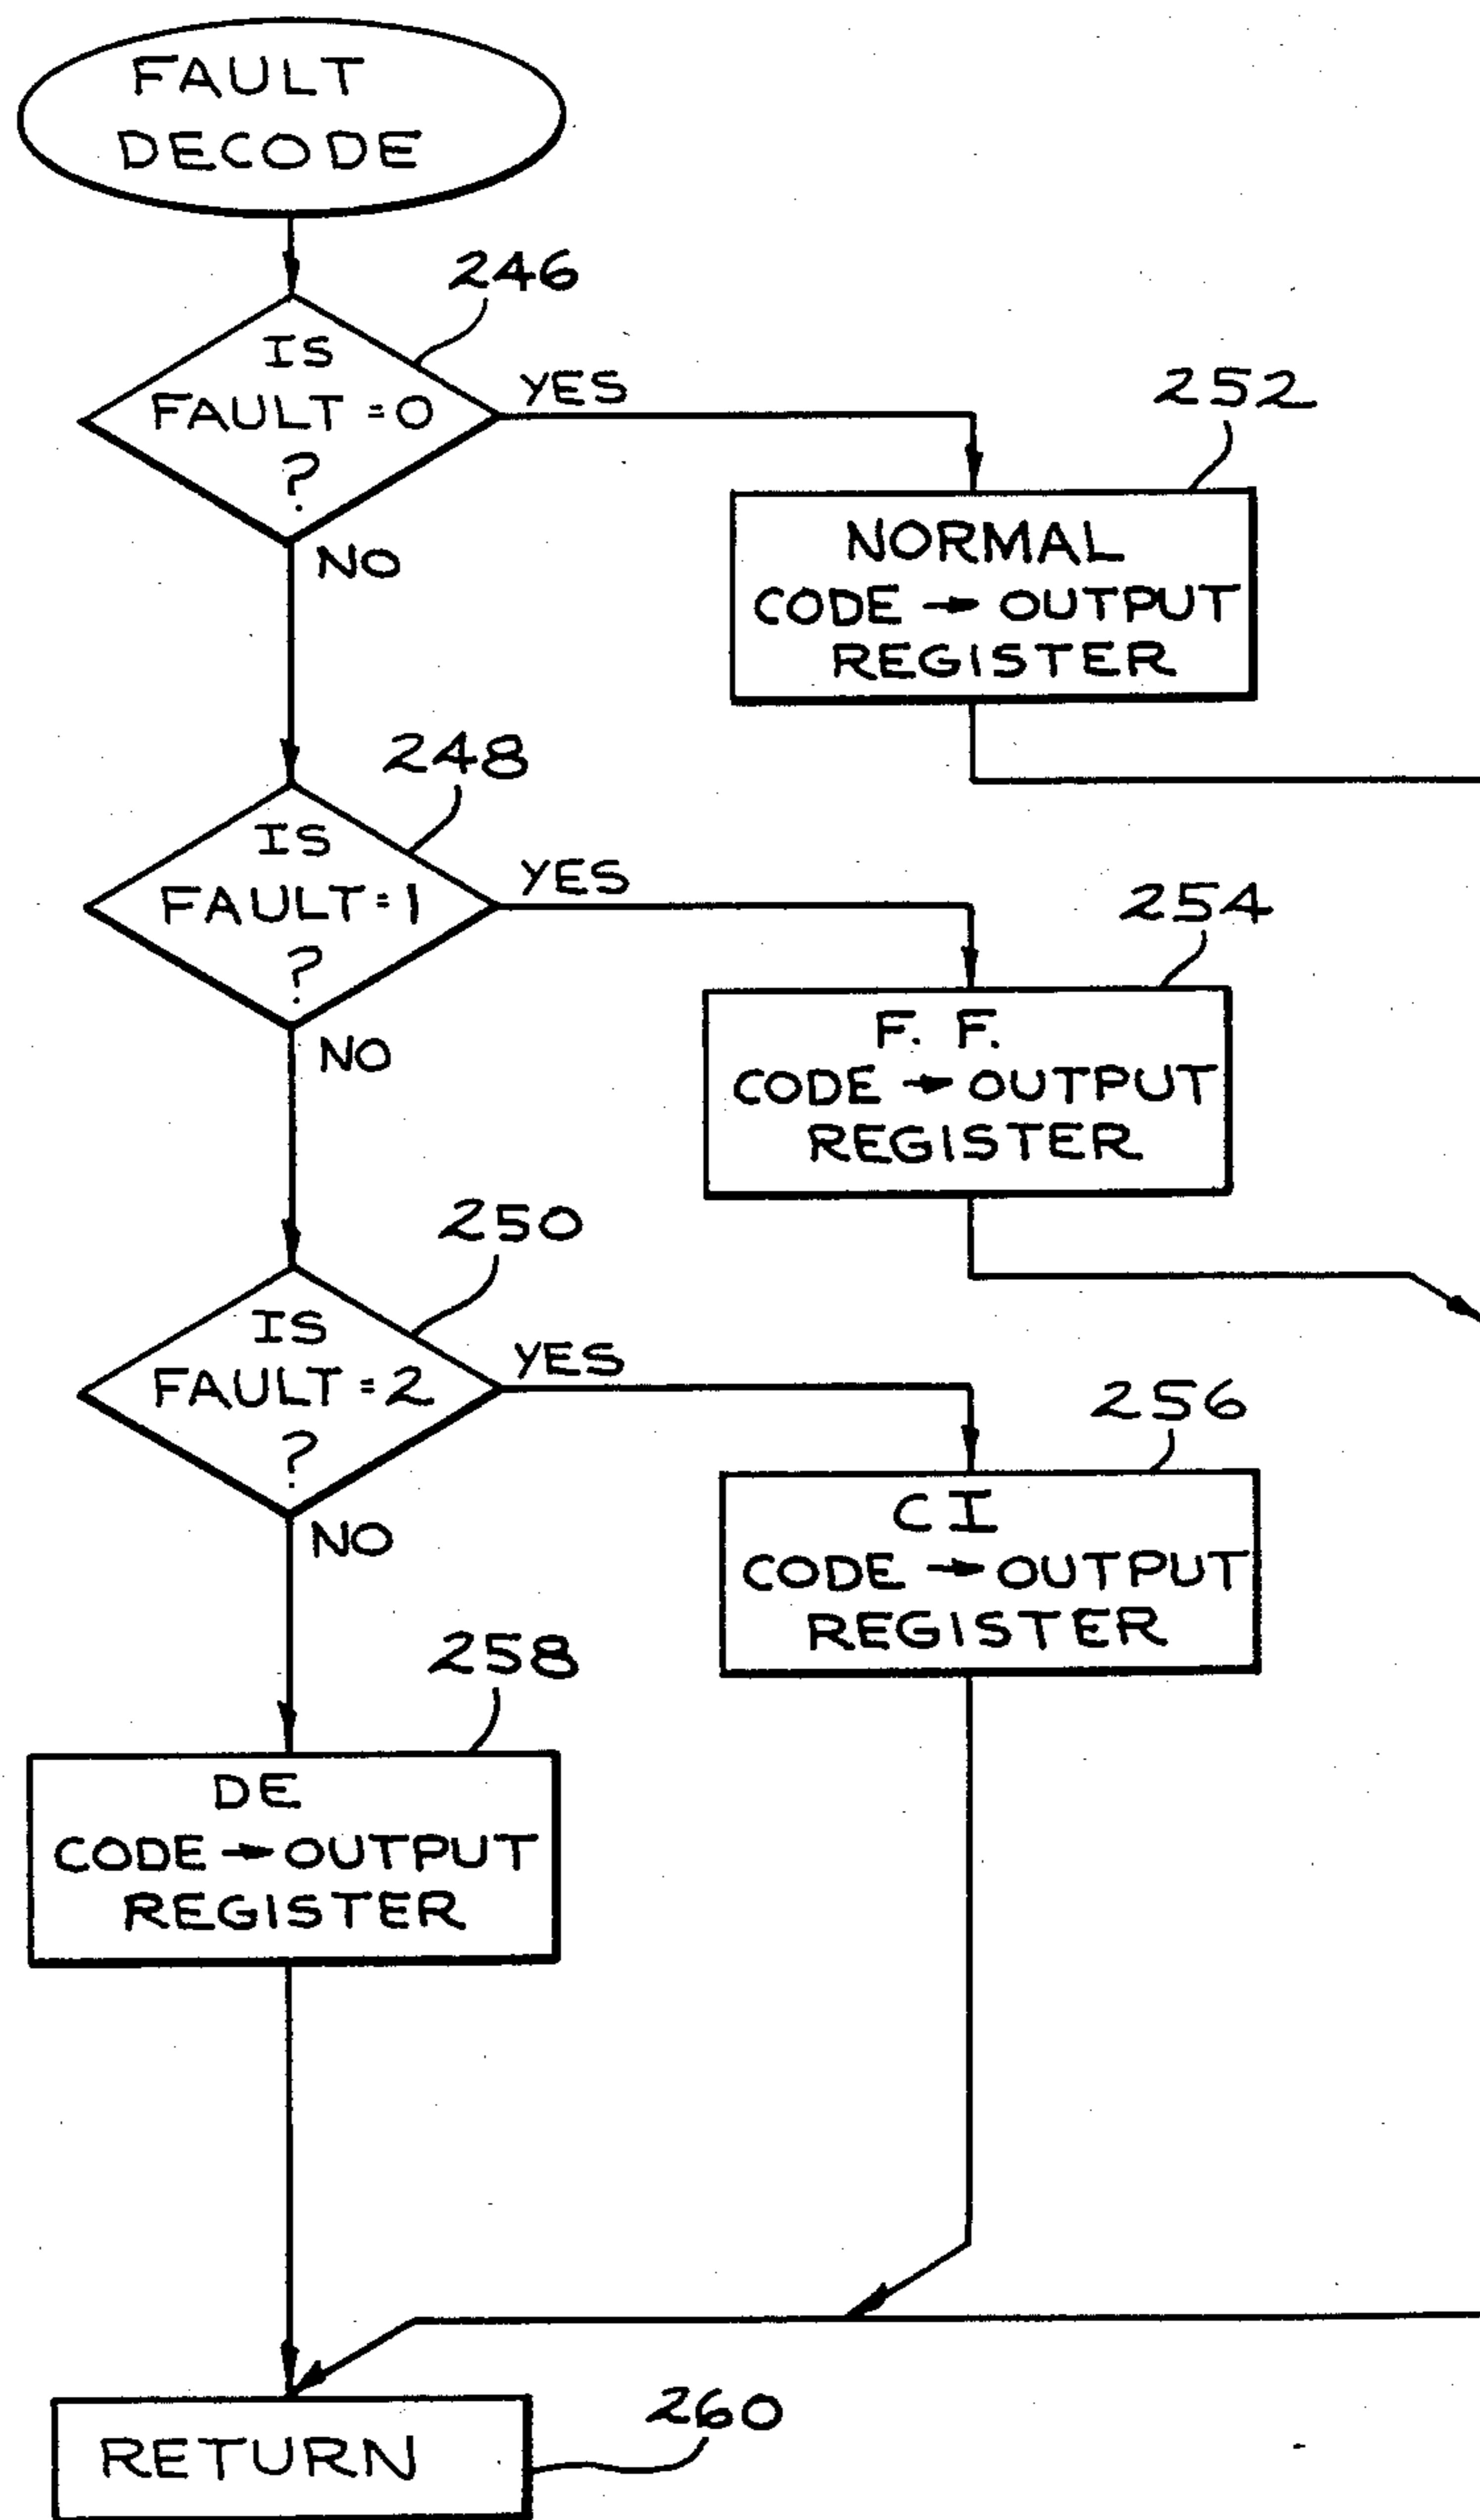 FAULT
DECODE
246
IS
FAULT=0
?
YES
NO
252
NORMAL
CODE → OUTPUT
REGISTER
248
IS
FAULT=1
?
YES
NO
254
F. F.
CODE → OUTPUT
REGISTER
250
IS
FAULT=2
?
YES
NO
256
CI
CODE → OUTPUT
REGISTER
258
DE
CODE → OUTPUT
REGISTER
260
RETURN